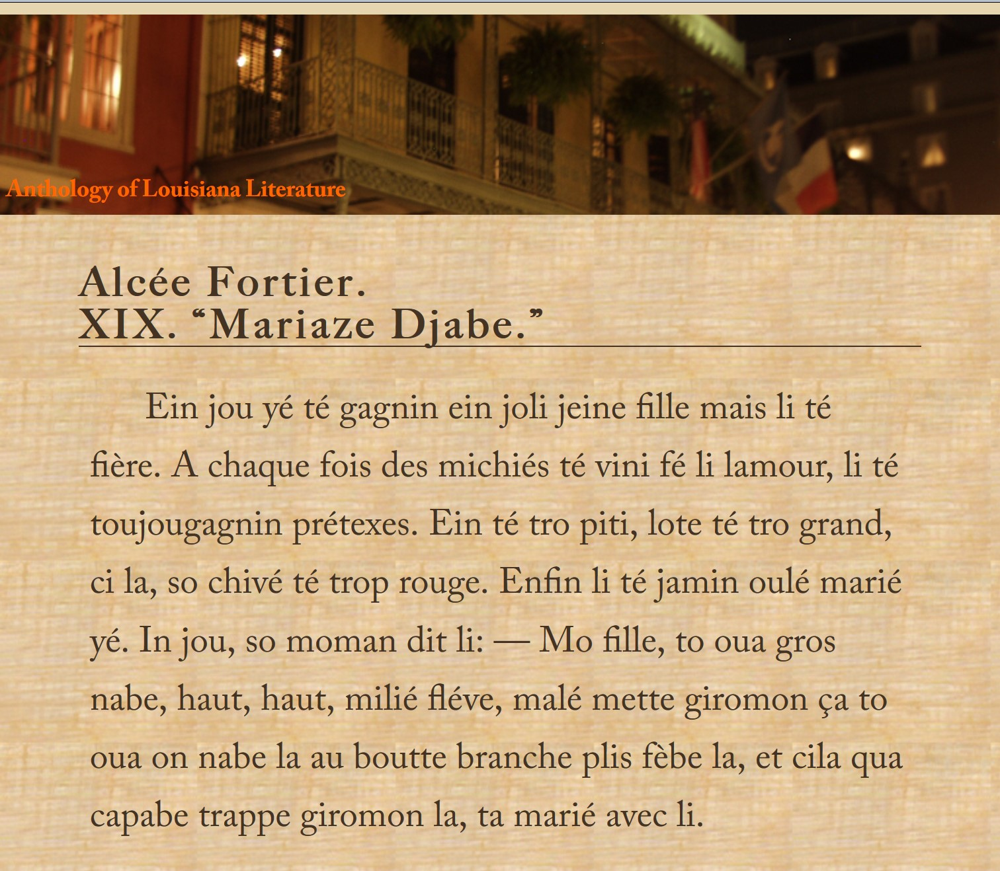 Anthology of Louisiana Literature
Alcée Fortier.
XIX. “Mariaze Djabe.”
Ein jou yé té gagnin ein joli jeine fille mais li té
fière. A chaque fois des michiés té vini fé li lamour, li té
toujougagnin prétexes. Ein té tro piti, lote té tro grand,
ci la, so chivé té trop rouge. Enfin li té jamin oulé marié
yé. In jou, so moman dit li: — Mo fille, to oua gros
nabe, haut, haut, milié fléve, malé mette giromon ça to
oua on nabe la au boutte branche plis fèbe la, et cila qua
capabe trappe giromon la, ta marié avec li.